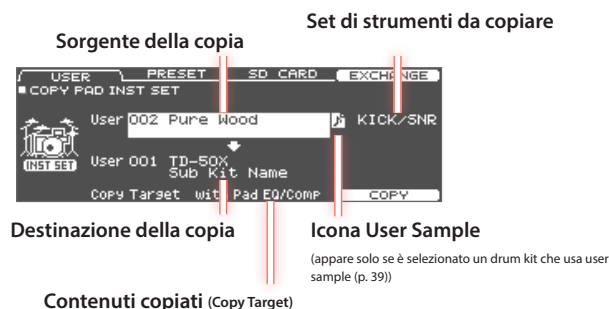 Set di strumenti da copiare
Sorgente della copia
USER PRESET SD CARD EXCHANGE
COPY PAD INST SET
User 002 Pure Wood KICK/SNR
INST SET
User 001 TD-50X
Sub Kit Name
Copy Target with Pad EQ/Comp COPY
Destinazione della copia
Icona User Sample
(appare solo se è selezionato un drum kit che usa user
sample (p. 39))
Contenuti copiati (Copy Target)